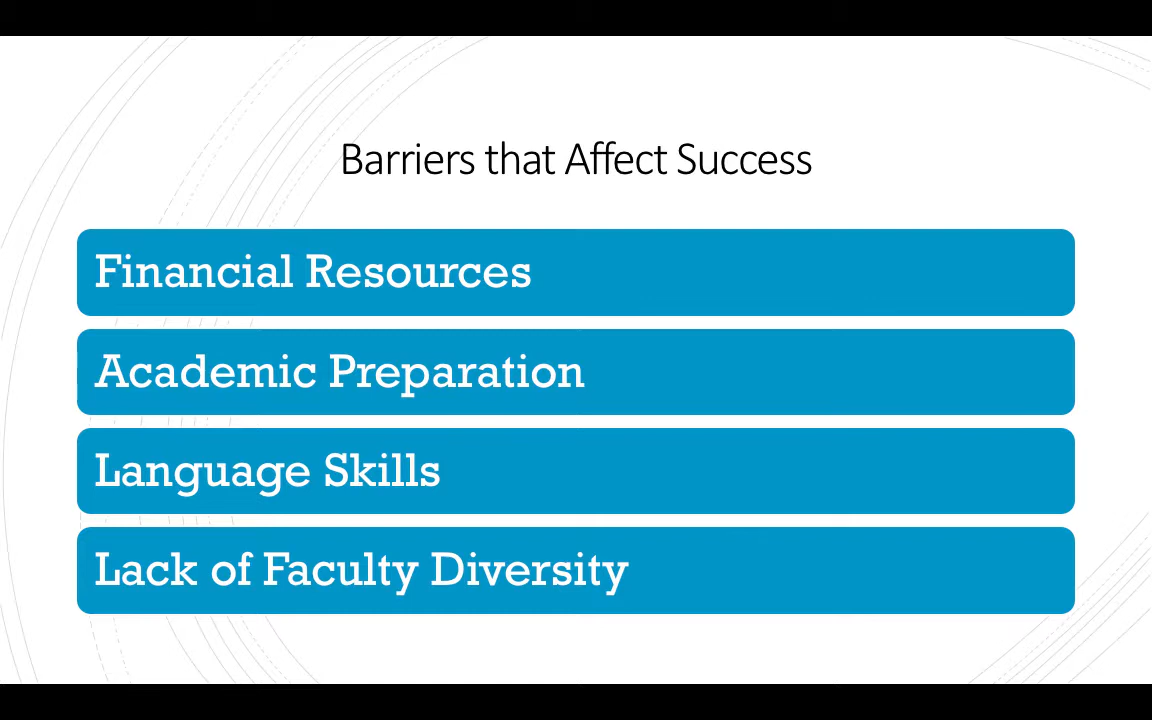 Barriers that Affect Success
Financial Resources
Academic Preparation
Language Skills
Lack of Faculty Diversity